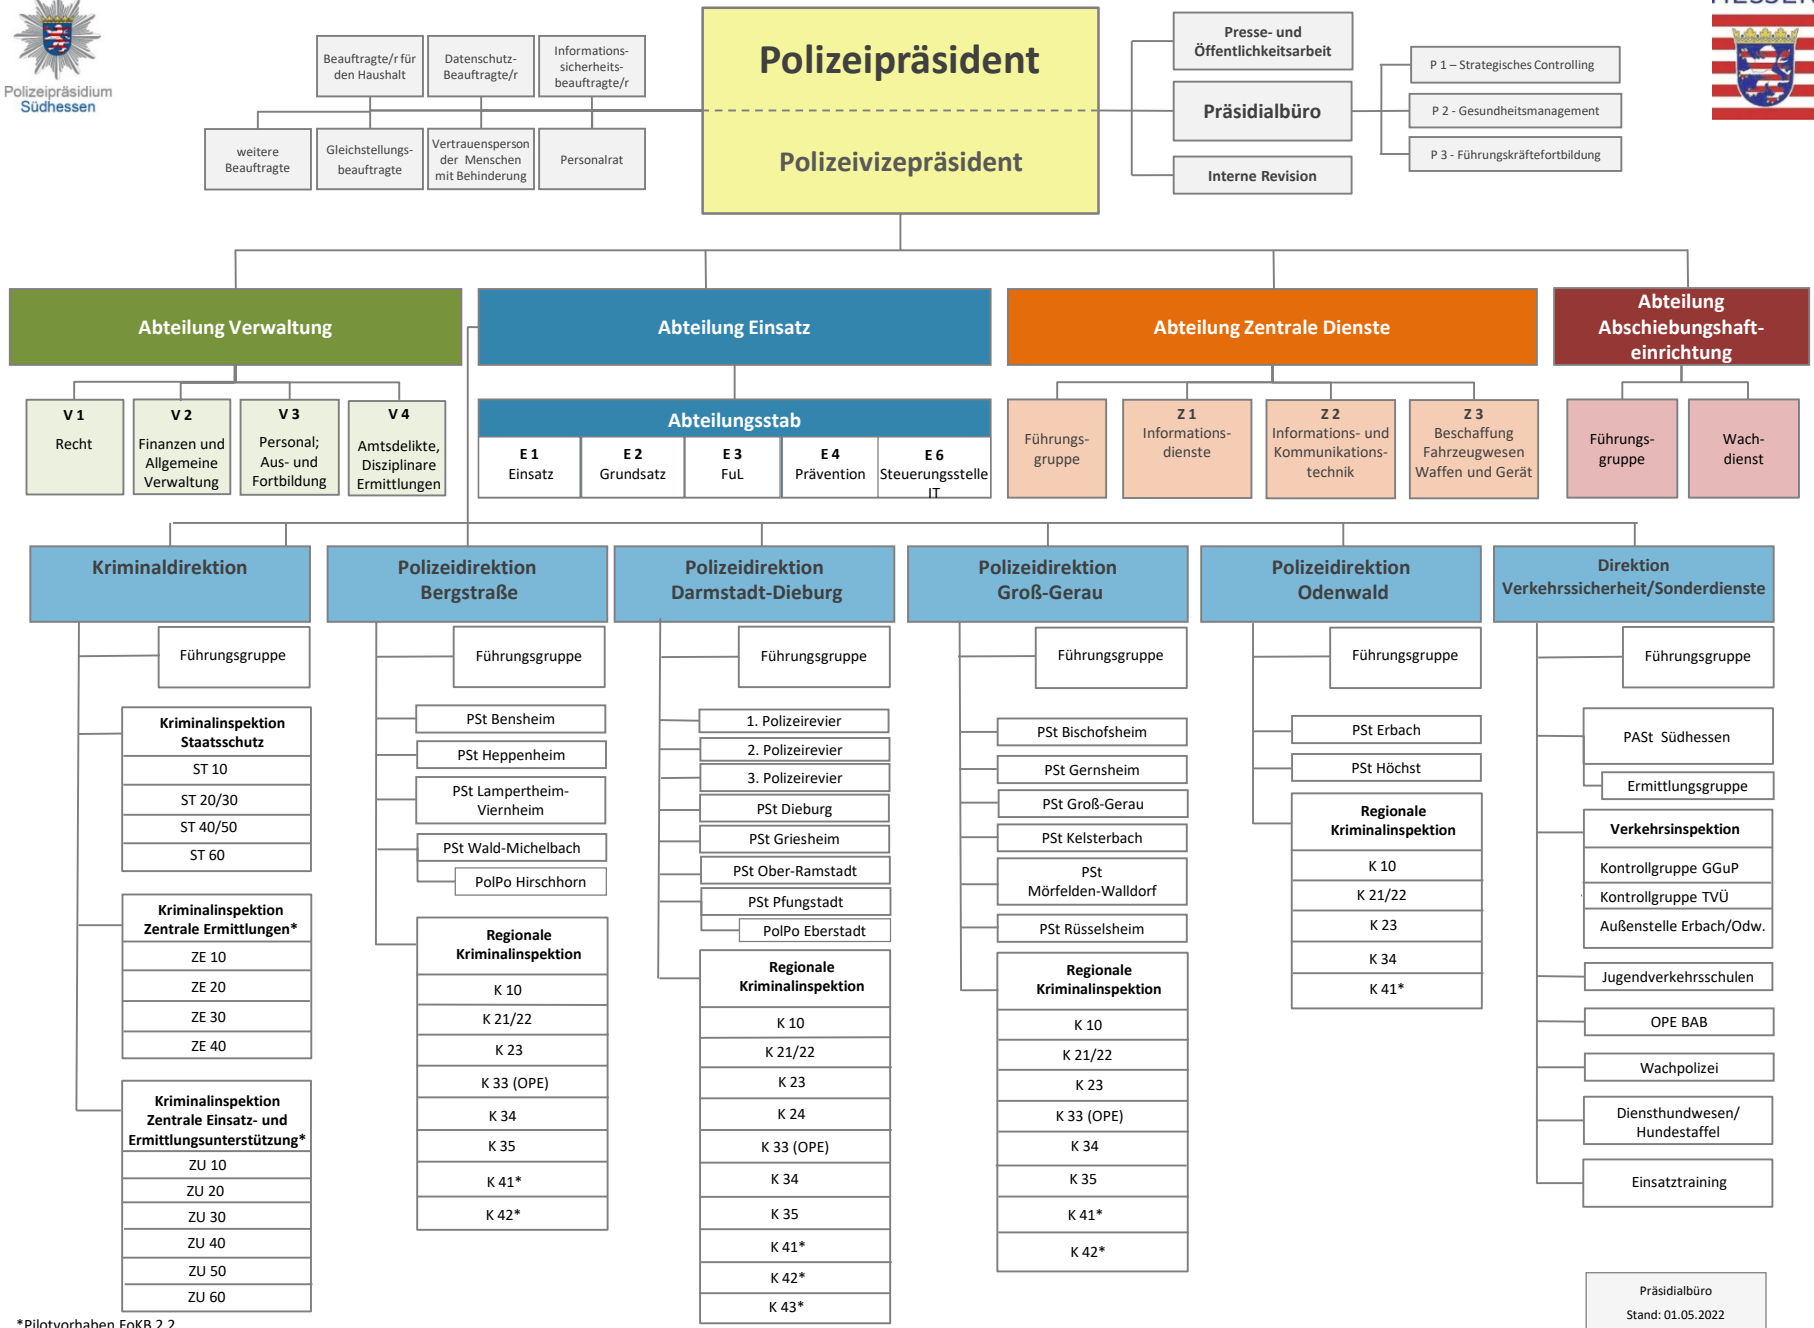 Polizeipräsidium
Südhessen
Beauftragte/r für
den Haushalt
Datenschutz-
Beauftragte/r
Informations-
sicherheits-
beauftragte/r
weitere
Beauftragte
Gleichstellungs-
beauftragte
Vertrauensperson
der Menschen
mit Behinderung
Personalrat
Polizeipräsident
Polizeivizepräsident
Presse- und
Öffentlichkeitsarbeit
Präsidialbüro
Interne Revision
P 1 – Strategisches Controlling
P 2 - Gesundheitsmanagement
P 3 - Führungskräftefortbildung
HESSEN
Abteilung Verwaltung
V 1
Recht
V 2
Finanzen und
Allgemeine
Verwaltung
V 3
Personal;
Aus- und
Fortbildung
V 4
Amtsdelikte,
Disziplinare
Ermittlungen
Abteilung Einsatz
Abteilungsstab
E 1
Einsatz
E 2
Grundsatz
E 3
FuL
E 4
Prävention
E 6
Steuerungsstelle
IT
Abteilung Zentrale Dienste
Führungs-
gruppe
Z 1
Informations-
dienste
Z 2
Informations- und
Kommunikations-
technik
Z 3
Beschaffung
Fahrzeugwesen
Waffen und Gerät
Abteilung
Abschiebungshaft-
einrichtung
Führungs-
gruppe
Wach-
dienst
Kriminaldirektion
Führungsgruppe
Kriminalinspektion
Staatsschutz
ST 10
ST 20/30
ST 40/50
ST 60
Kriminalinspektion
Zentrale Ermittlungen*
ZE 10
ZE 20
ZE 30
ZE 40
Kriminalinspektion
Zentrale Einsatz- und
Ermittlungsunterstützung*
ZU 10
ZU 20
ZU 30
ZU 40
ZU 50
ZU 60
Polizeidirektion
Bergstraße
Führungsgruppe
PSt Bensheim
PSt Heppenheim
PSt Lampertheim-
Viernheim
PSt Wald-Michelbach
PolPo Hirschhorn
Regionale
Kriminalinspektion
K 10
K 21/22
K 23
K 33 (OPE)
K 34
K 35
K 41*
K 42*
Polizeidirektion
Darmstadt-Dieburg
Führungsgruppe
1. Polizeirevier
2. Polizeirevier
3. Polizeirevier
PSt Dieburg
PSt Griesheim
PSt Ober-Ramstadt
PSt Pfungstadt
PolPo Eberstadt
Regionale
Kriminalinspektion
K 10
K 21/22
K 23
K 24
K 33 (OPE)
K 34
K 35
K 41*
K 42*
K 43*
Polizeidirektion
Groß-Gerau
Führungsgruppe
PSt Bischofsheim
PSt Gernsheim
PSt Groß-Gerau
PSt Kelsterbach
PSt
Mörfelden-Walldorf
PSt Rüsselsheim
Regionale
Kriminalinspektion
K 10
K 21/22
K 23
K 33 (OPE)
K 34
K 35
K 41*
K 42*
Polizeidirektion
Odenwald
Führungsgruppe
PSt Erbach
PSt Höchst
Regionale
Kriminalinspektion
K 10
K 21/22
K 23
K 34
K 41*
Direktion
Verkehrssicherheit/Sonderdienste
Führungsgruppe
PASt Südhessen
Ermittlungsgruppe
Verkehrsinspektion
Kontrollgruppe GGuP
Kontrollgruppe TVÜ
Außenstelle Erbach/Odw.
Jugendverkehrsschulen
OPE BAB
Wachpolizei
Diensthundwesen/
Hundestaffel
Einsatztraining
*Pilotvorhaben FoKB 2.2
Präsidialbüro
Stand: 01.05.2022